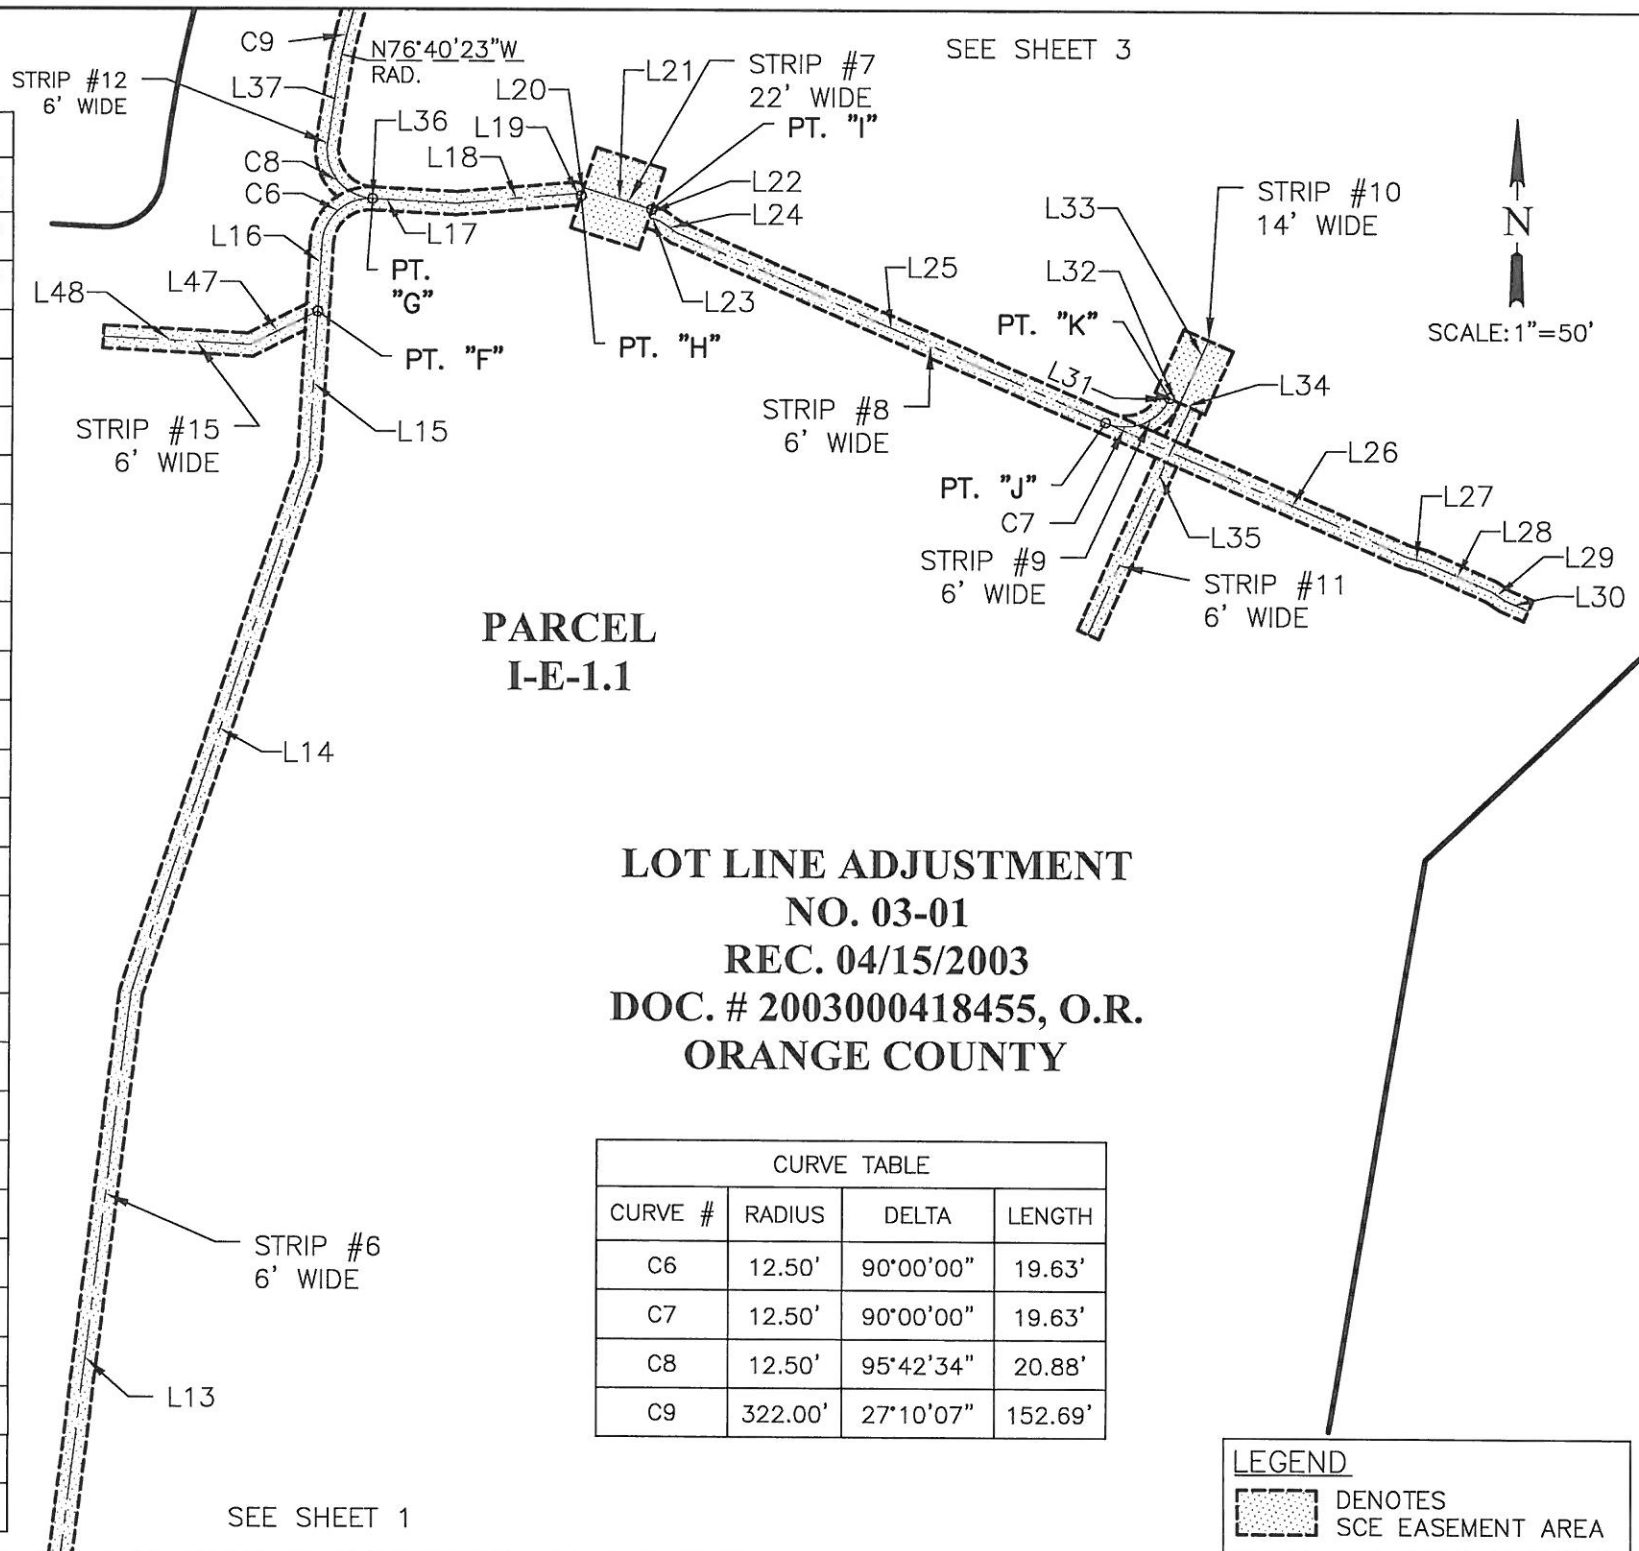 SEE SHEET 3
C9
N76°40'23"W
RAD.
STRIP #12
6' WIDE
L37
L36
L20
L19
L18
L21
STRIP #7
22' WIDE
PT. "I"
C8
C6
L22
L24
L16
L17
PT.
"G"
L23
PT. "H"
L48
L47
PT. "F"
STRIP #15
6' WIDE
L15
L25
STRIP #8
6' WIDE
L33
L32
STRIP #10
14' WIDE
N
SCALE: 1"=50'
PT. "K"
L31
L34
PT. "J"
C7
STRIP #9
6' WIDE
L35
STRIP #11
6' WIDE
L26
L27
L28
L29
L30
PARCEL
I-E-1.1
L14
LOT LINE ADJUSTMENT
NO. 03-01
REC. 04/15/2003
DOC. # 2003000418455, O.R.
ORANGE COUNTY
STRIP #6
6' WIDE
L13
CURVE TABLE
CURVE # RADIUS DELTA LENGTH
C6 12.50' 90°00'00" 19.63'
C7 12.50' 90°00'00" 19.63'
C8 12.50' 95°42'34" 20.88'
C9 322.00' 27°10'07" 152.69'
SEE SHEET 1
LEGEND
DENOTES
SCE EASEMENT AREA